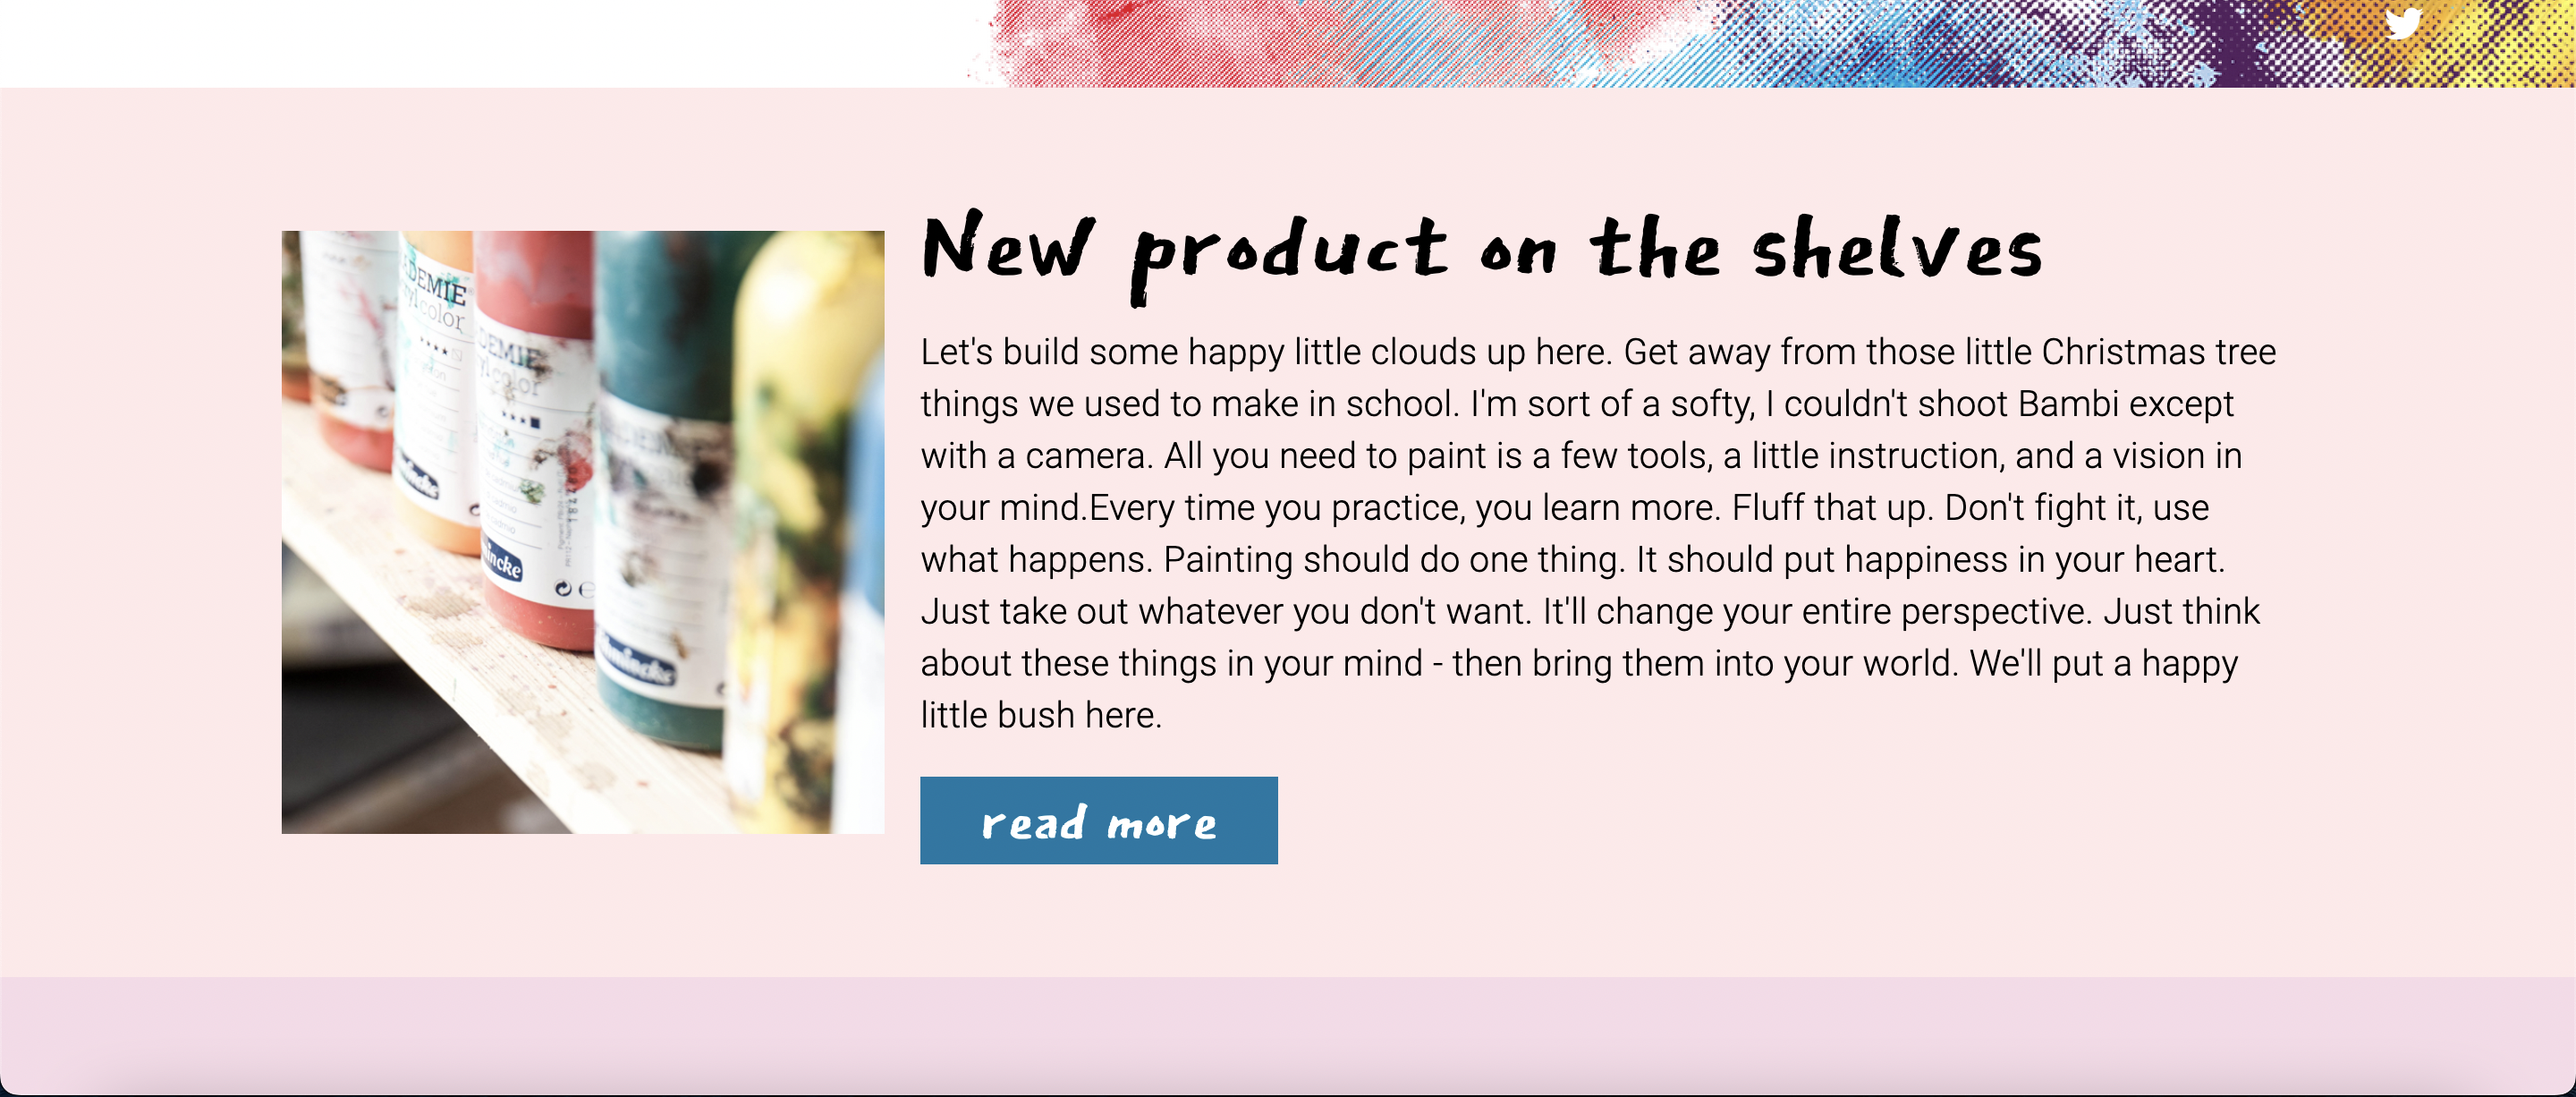 New product on the shelves
Let's build some happy little clouds up here. Get away from those little Christmas tree
things we used to make in school. I'm sort of a softy, I couldn't shoot Bambi except
with a camera. All you need to paint is a few tools, a little instruction, and a vision in
your mind.Every time you practice, you learn more. Fluff that up. Don't fight it, use
what happens. Painting should do one thing. It should put happiness in your heart.
Just take out whatever you don't want. It'll change your entire perspective. Just think
about these things in your mind - then bring them into your world. We'll put a happy
little bush here.
read more
DEMIE
color
DEMIE
color